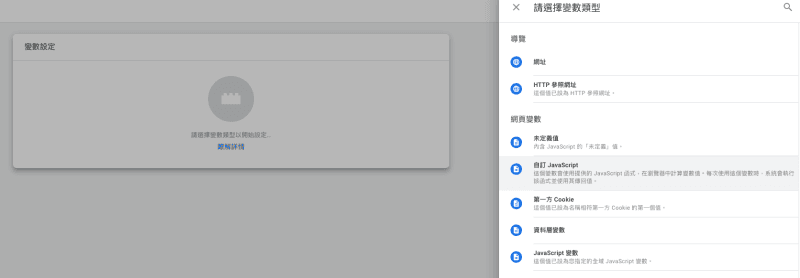 變數設定
請選擇變數類型以開始設定...
瞭解詳情
請選擇變數類型
導覽
網址
HTTP 參照網址
這個值已設為 HTTP 參照網址。
網頁變數
未定義值
內含 JavaScript 的「未定義」值。
自訂 JavaScript
這個變數會使用提供的 JavaScript 函式，在瀏覽器中計算變數值。每次使用這個變數時，系統會執行
該函式並使用其傳回值。
第一方 Cookie
這個值已設為名稱相符第一方 Cookie 的第一個值。
資料層變數
JavaScript 變數
這個值已設為您指定的全球 JavaScript 變數。